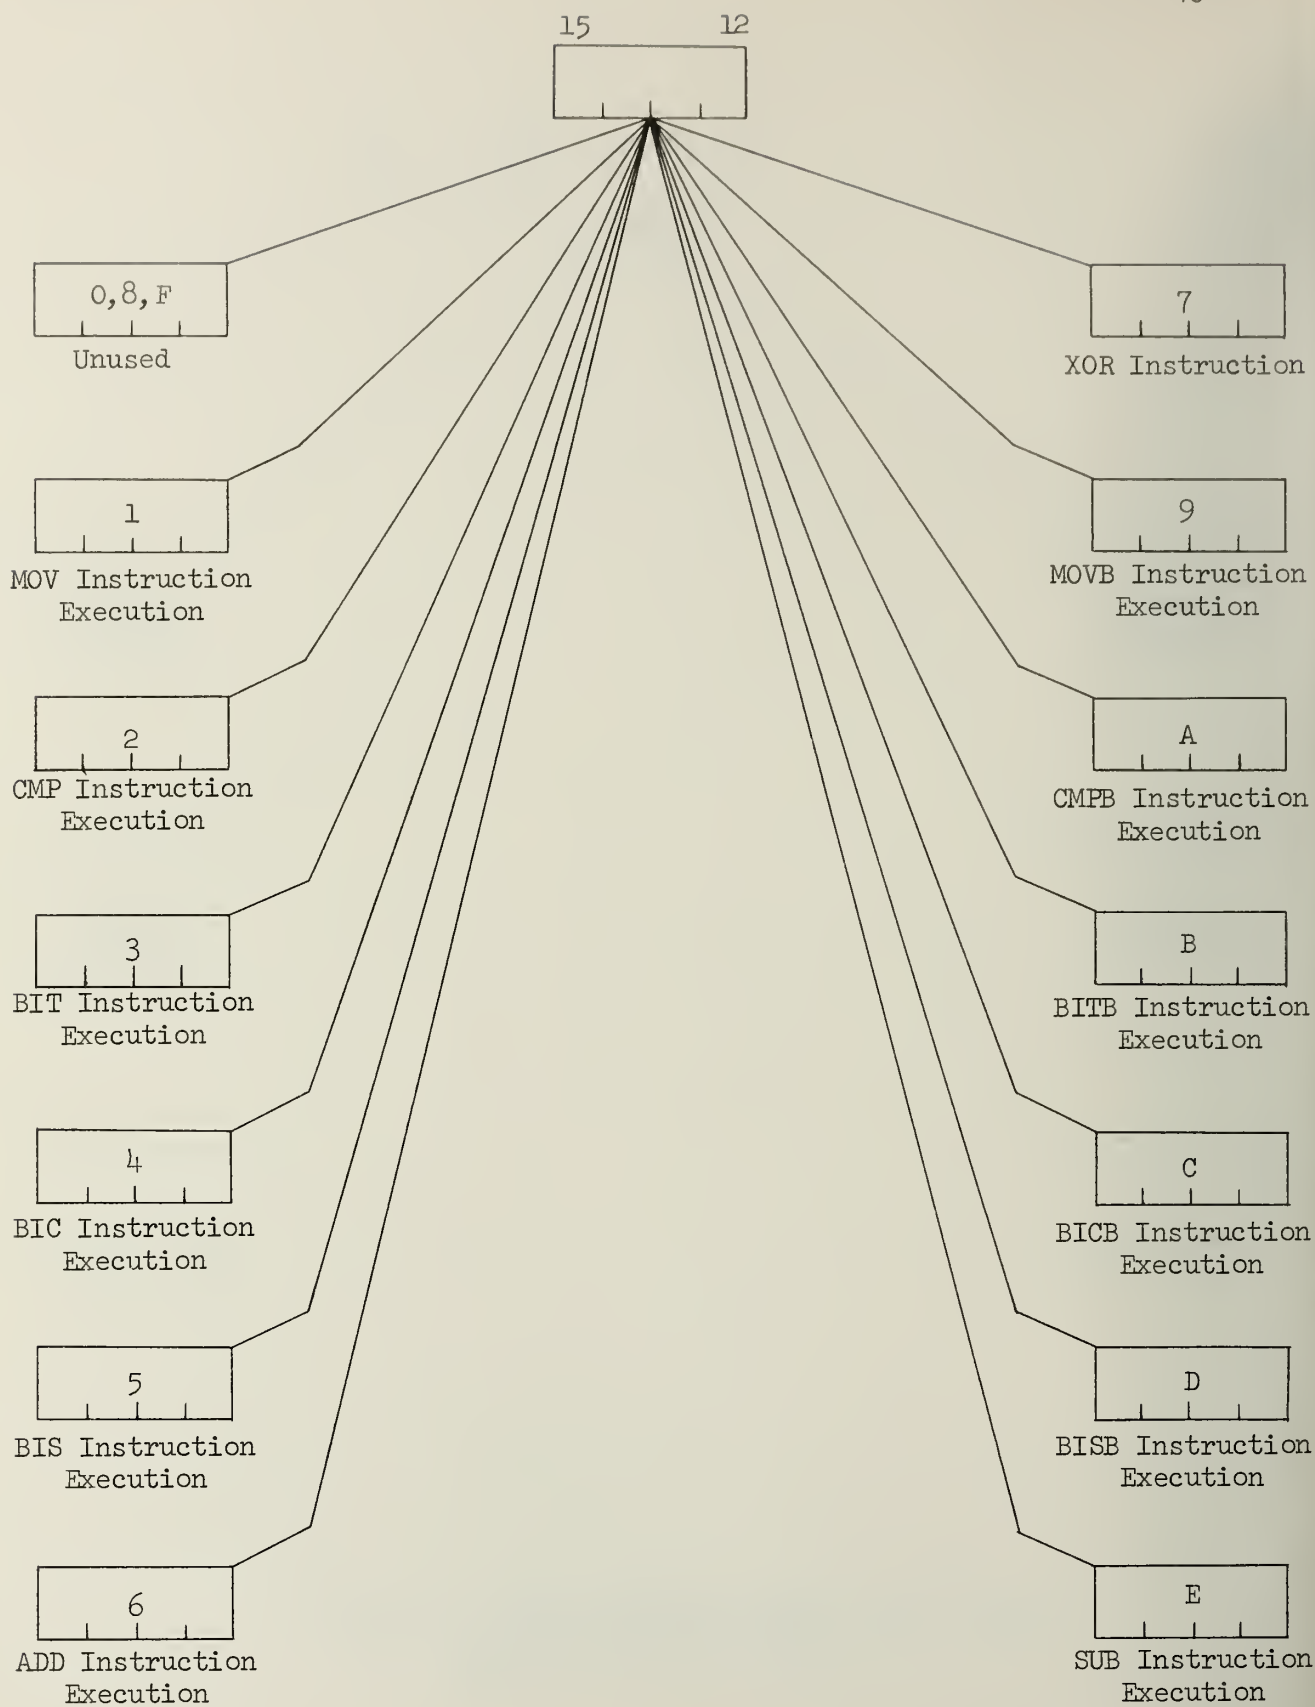 15 12
0,8,F
Unused
7
XOR Instruction
1
MOV Instruction
Execution
9
MOVB Instruction
Execution
2
CMP Instruction
Execution
A
CMPB Instruction
Execution
3
BIT Instruction
Execution
B
BITB Instruction
Execution
4
BIC Instruction
Execution
C
BICB Instruction
Execution
5
BIS Instruction
Execution
D
BISB Instruction
Execution
6
ADD Instruction
Execution
E
SUB Instruction
Execution